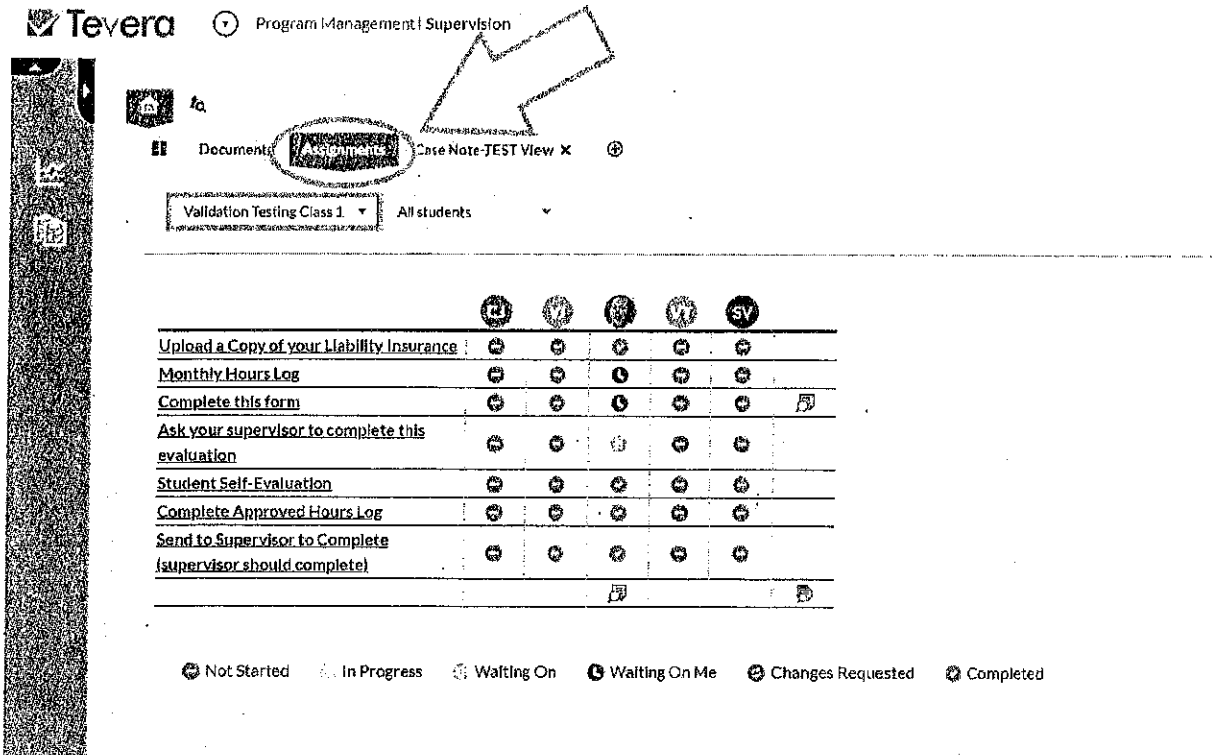 Tevera Program Management | Supervision
Documents Assignments Case Note-TEST View ×
Validation Testing Class 1 All students
SV
Upload a Copy of your Liability Insurance
Monthly Hours Log
Complete this form
Ask your supervisor to complete this
evaluation
Student Self-Evaluation
Complete Approved Hours Log
Send to Supervisor to Complete
(supervisor should complete)
Not Started In Progress Waiting On Waiting On Me Changes Requested Completed